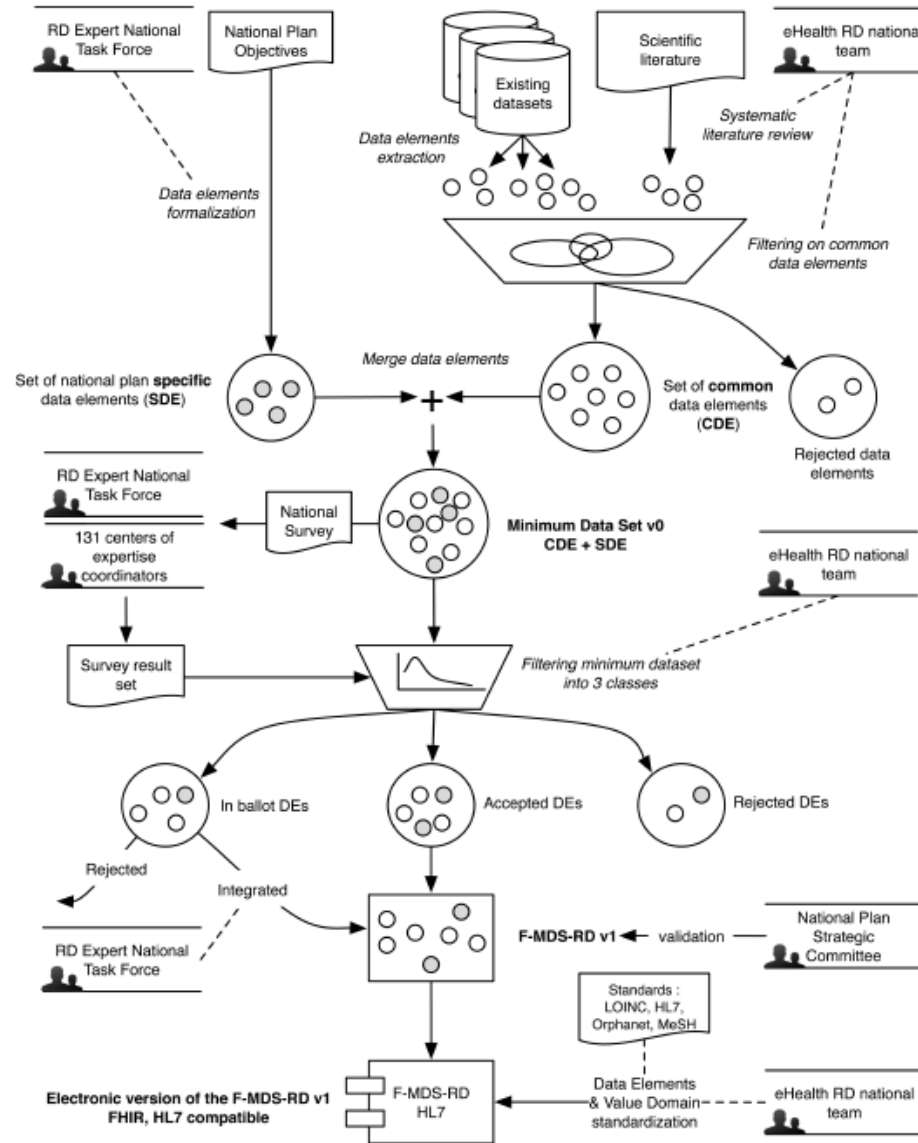 RD Expert National
Task Force
National Plan
Objectives
Existing
datasets
Scientific
literature
eHealth RD national
team
Systematic
literature review
Data elements
extraction
Data elements
formalization
Filtering on common
data elements
Merge data elements
Set of national plan specific
data elements (SDE)
+
Set of common
data elements
(CDE)
Rejected data
elements
RD Expert National
Task Force
131 centers of
expertise
coordinators
National
Survey
Minimum Data Set v0
CDE + SDE
eHealth RD national
team
Survey result
set
Filtering minimum dataset
into 3 classes
In ballot DEs
Accepted DEs
Rejected DEs
Rejected
Integrated
RD Expert National
Task Force
F-MDS-RD v1
validation
National Plan
Strategic
Committee
Standards :
LOINC, HL7,
Orphanet, MeSH
Electronic version of the F-MDS-RD v1
FHIR, HL7 compatible
F-MDS-RD
HL7
Data Elements
& Value Domain
standardization
eHealth RD national
team